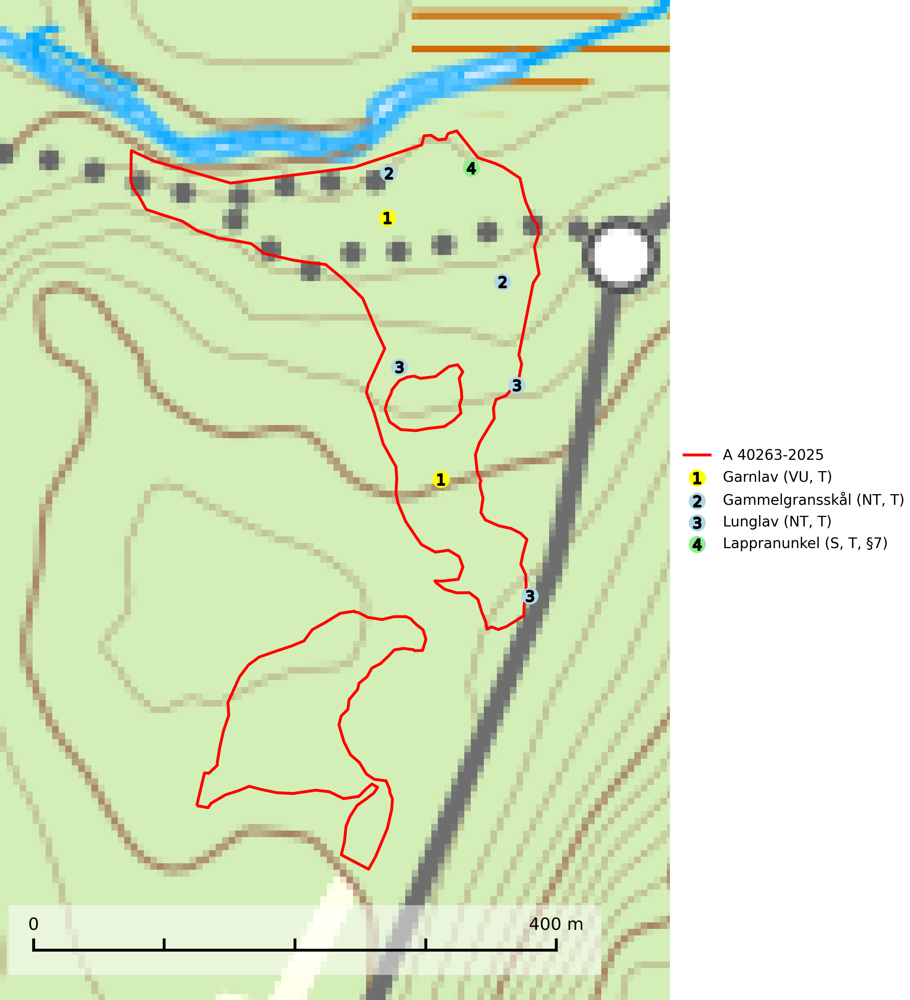 2
4
1
2
3
3
1
3
A 40263-2025
1 Garnlav (VU, T)
2 Gammelgransskål (NT, T)
3 Lunglav (NT, T)
4 Lappranunkel (S, T, §7)
0 400 m